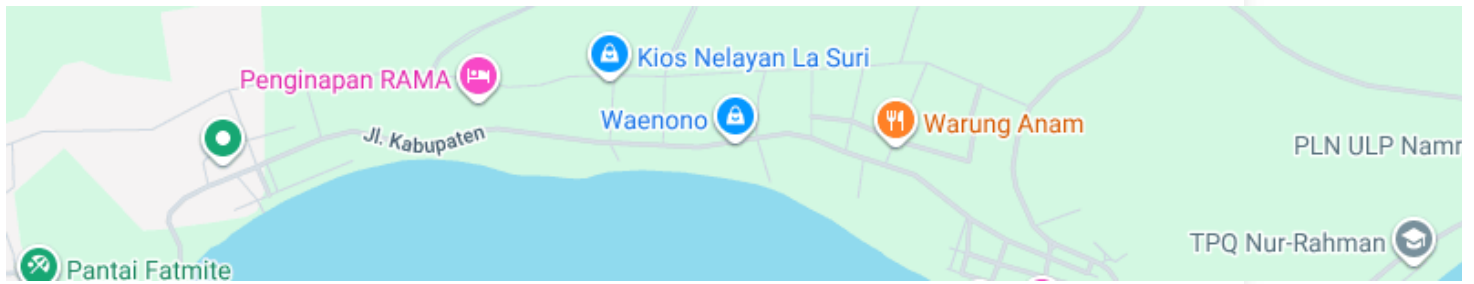 Kios Nelayan La Suri
Penginapan RAMA
Waenono
Warung Anam
Jl. Kabupaten
PLN ULP Namr
TPQ Nur-Rahman
Pantai Fatmite